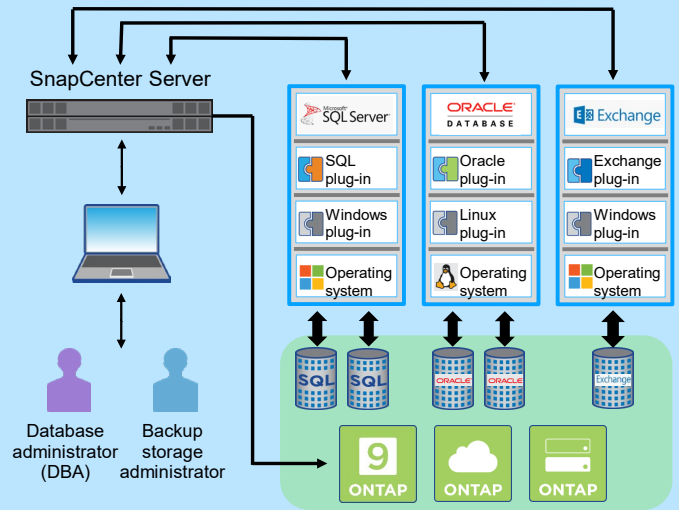 SnapCenter Server
Microsoft®
SQL Server®
ORACLE®
DATABASE
E Exchange
SQL
plug-in
Oracle
plug-in
Exchange
plug-in
Windows
plug-in
Linux
plug-in
Windows
plug-in
Operating
system
Operating
system
Operating
system
SQL
SQL
ORACLE
ORACLE
Exchange
Database
administrator
(DBA)
Backup
storage
administrator
9
ONTAP
ONTAP
ONTAP